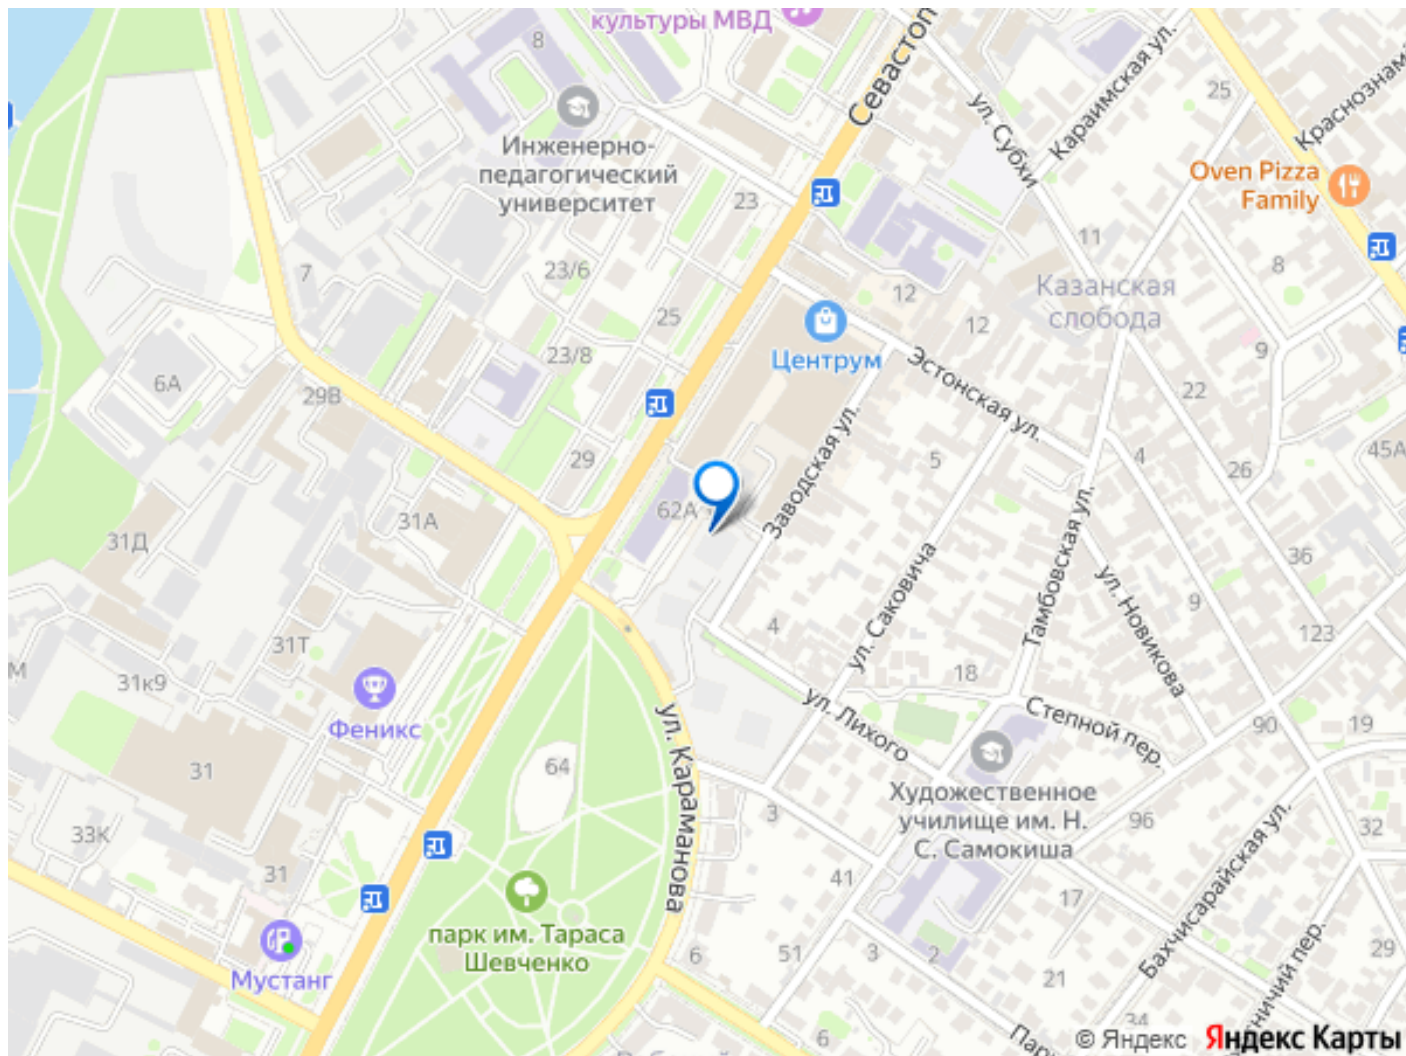 культуры МВД
8
Севастоп
ул. Субхи
Караимская ул.
25
Краснознам
Инженерно-
педагогический
университет
23
Oven Pizza
Family
11
7
23/6
12
Казанская
слобода
8
25
12
Центрум
23/8
Эстонская ул.
9
6А
29В
22
Заводская ул.
29
5
4
45А
26
62А
31А
31Д
Тамбовская ул.
36
ул. Саковича
ул. Новикова
9
4
123
31Т
М
31к9
18
Феникс
ул. Караманова
ул. Лихого
Степной пер.
90
19
31
64
Художественное
училище им. Н.
С. Самокиша
3
96
32
33К
31
41
17
Бахчисарайская ул.
парк им. Тараса
Шевченко
6
51
3
2
21
29
Мустанг
34
6
Пар
ничий пер.
© Яндекс
Яндекс Карты